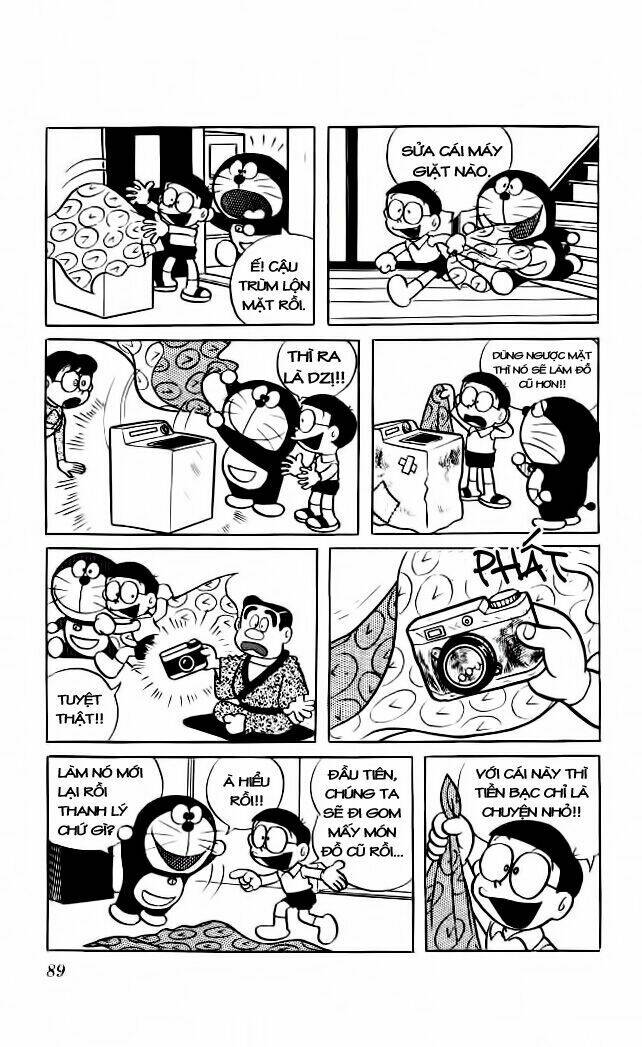 Ế! CẬU
TRÙM LỘN
MẶT RỒI.
SỬA CÁI MÁY
GIẶT NÀO.
THÌ RA
LÀ DZỊ!!!
DÙNG NGƯỢC MẶT
THÌ NÓ SẼ LÀM ĐỒ
CŨ HƠN!!
TUYỆT
THẬT!!
PHÁT
LÀM NÓ MỚI
LẠI RỒI
THANH LÝ
CHỨ GÌ?
À HIỂU
RỒI!!
ĐẦU TIÊN,
CHÚNG TA
SẼ ĐI GOM
MẤY MÓN
ĐỒ CŨ RỒI...
VỚI CÁI NÀY THÌ
TIỀN BẠC CHỈ LÀ
CHUYỆN NHỎ!!
89